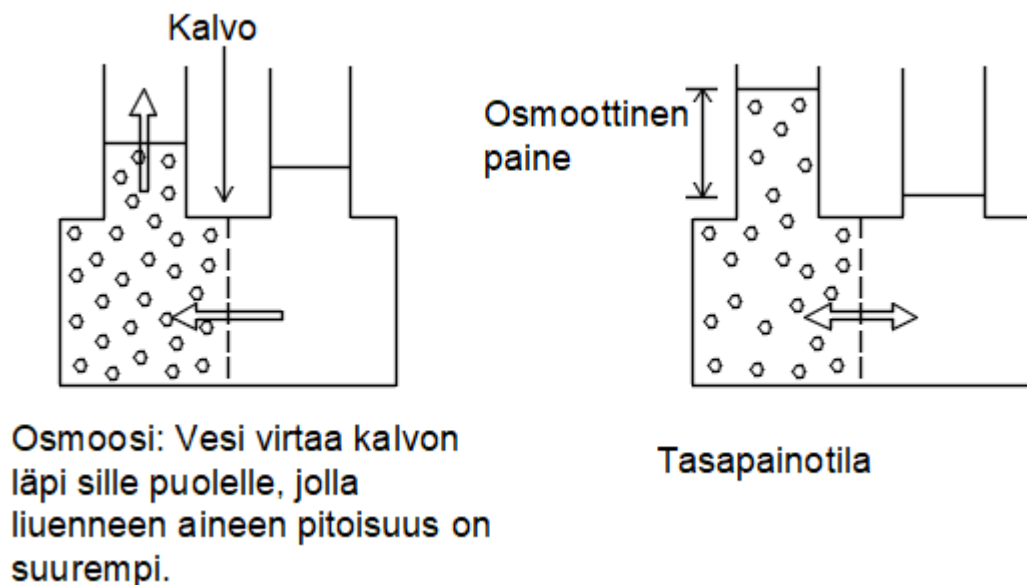 Kalvo
Osmoottinen
paine
Osmoosi: Vesi virtaa kalvon
läpi sille puolelle, jolla
liuenneen aineen pitoisuus on
suurempi.
Tasapainotila